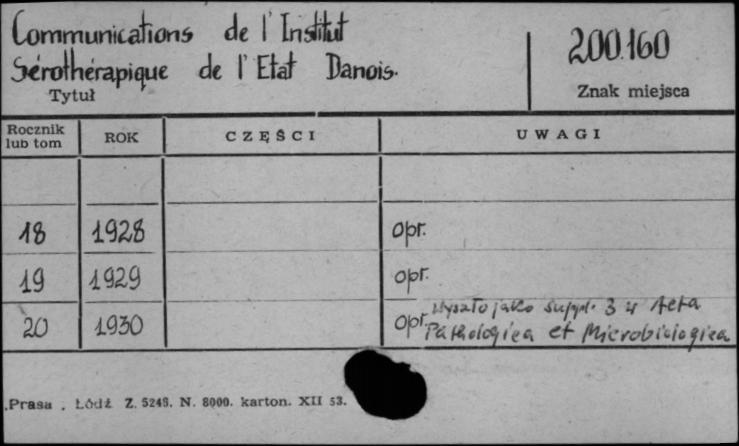 Communications de l'Institut
Sérothérapique de l'Etat Danois.
Tytuł
200.160
Znak miejsca
Rocznik lub tom ROK CZĘŚCI UWAGI
18 1928 opr.
19 1929 opr.
20 1930 opr. Wyszło jako suppl. 3 u Acta
Pathologica et Microbiologica
"Prasa", Łódź Z. 5248. N. 8000. karton. XII 53.